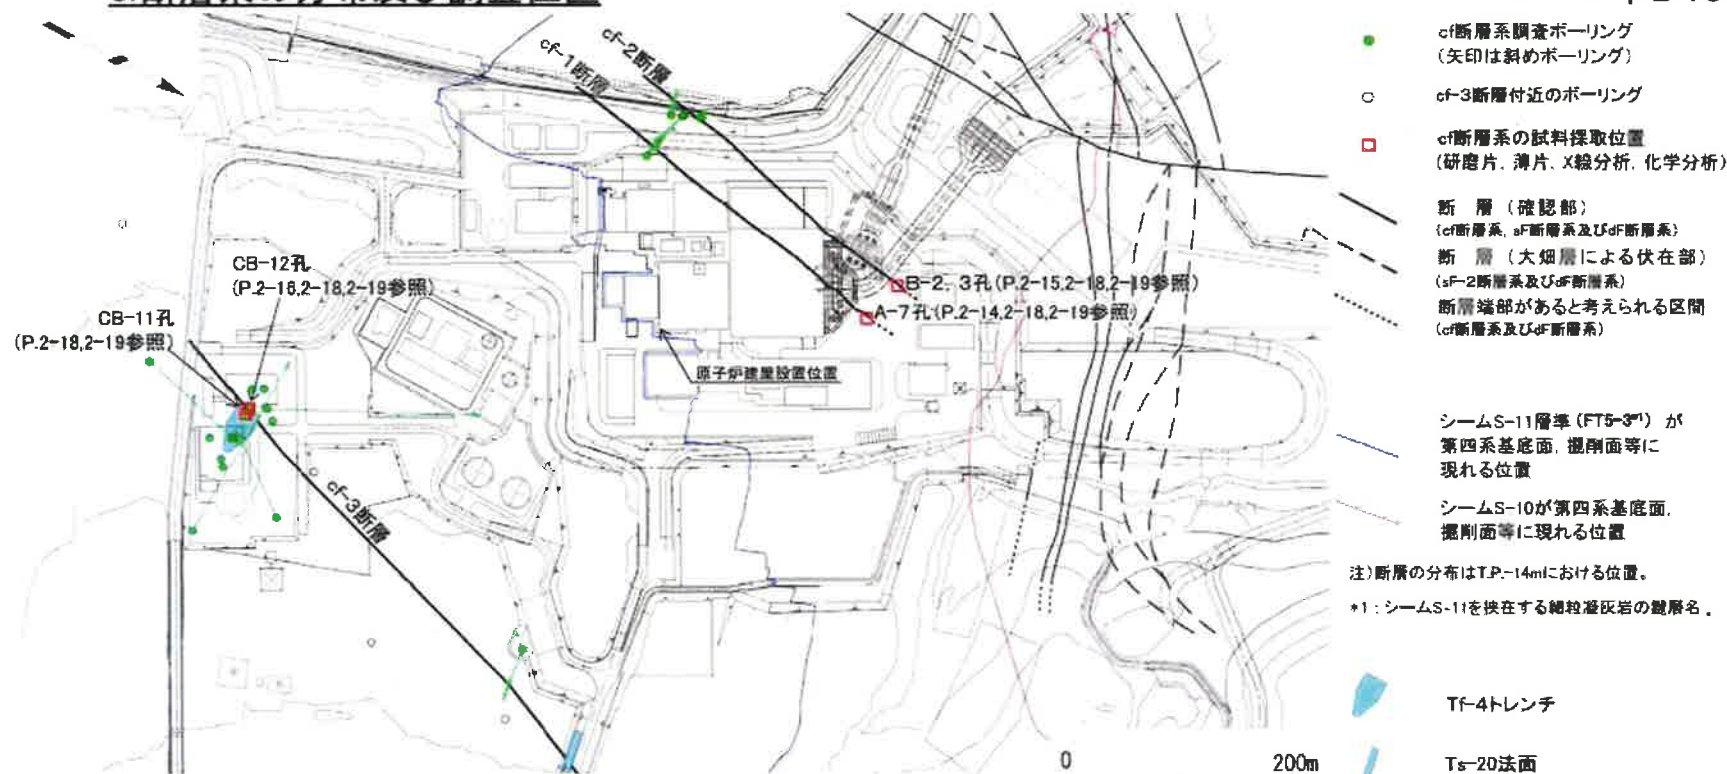 cf-1断層
cf-2断層
CB-12孔
(P.2-16,2-18,2-19参照)
CB-11孔
(P.2-18,2-19参照)
B-2, 3孔(P.2-15,2-18,2-19参照)
A-7孔(P.2-14,2-18,2-19参照)
原子炉建屋設置位置
cf-3断層
0 200m
cf断層系調査ボーリング
(矢印は斜めボーリング)
cf-3断層付近のボーリング
cf断層系の試料採取位置
(研磨片, 薄片, X線分析, 化学分析)
断 層 (確認部)
(cf断層系, sF断層系及びdF断層系)
断 層 (大畑層による伏在部)
(sF-2断層系及びdF断層系)
断層端部があると考えられる区間
(cf断層系及びdF断層系)
シームS-11層準(FT5-3*1) が
第四系基底面, 掘削面等に
現れる位置
シームS-10が第四系基底面,
掘削面等に現れる位置
注)断層の分布はT.P.-14mにおける位置。
*1:シームS-11を挟在する細粒凝灰岩の鍵層名。
Tf-4トレンチ
Ts-20法面